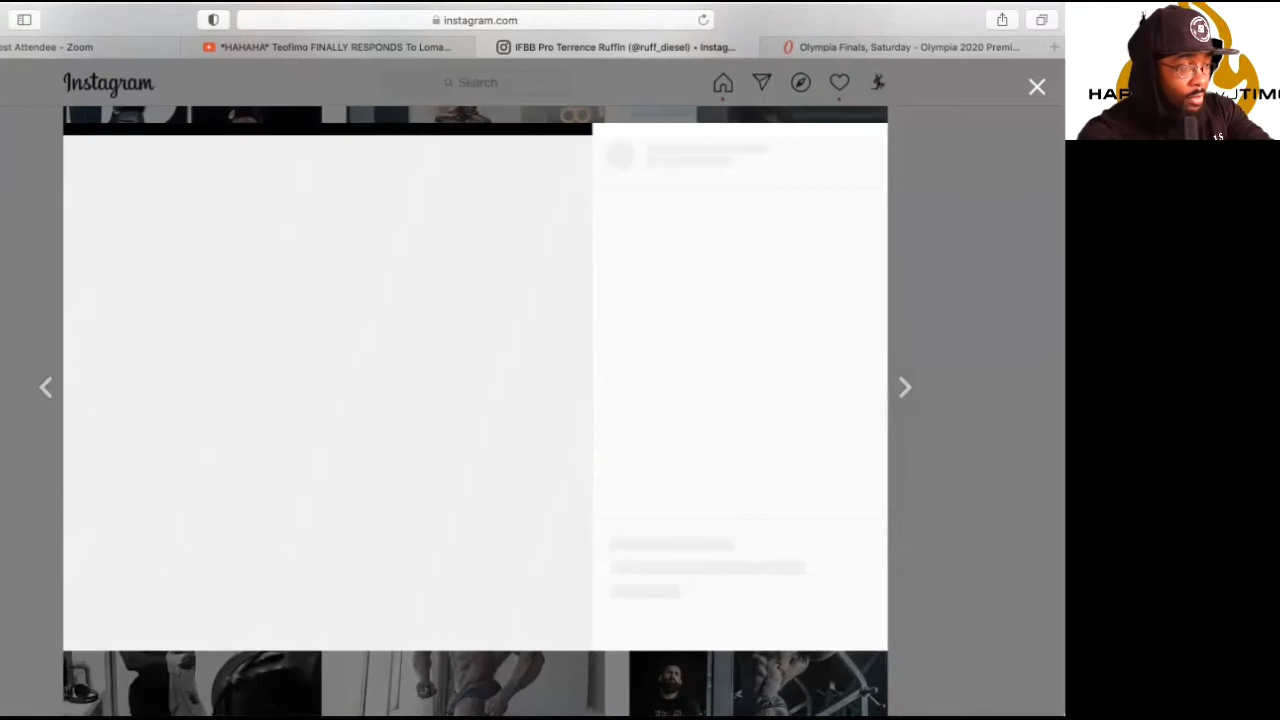 instagram.com
ost Attendee - Zoom
*HAHAHA* Teofimo FINALLY RESPONDS To Loma...
IFBB Pro Terrence Ruffin (@ruff_diesel) • Instag...
Olympia Finals, Saturday - Olympia 2020 Premi...
Instagram
Search